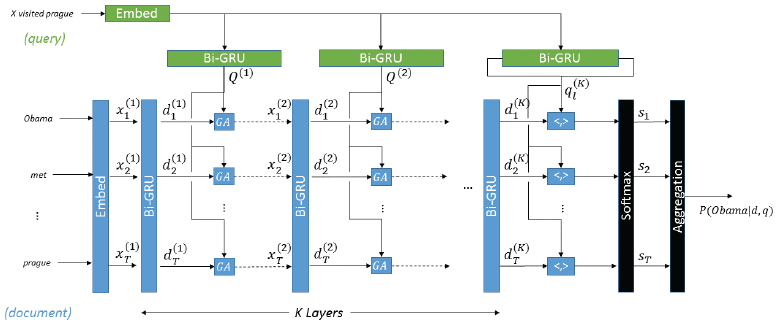 X visited prague
Embed
(query)
Bi-GRU
Bi-GRU
Bi-GRU
Q^(1)
Q^(2)
q_l^(K)
Obama
x_1^(1)
d_1^(1)
GA
x_1^(2)
d_1^(2)
GA
d_1^(K)
<,>
s_1
met
x_2^(1)
d_2^(1)
GA
x_2^(2)
d_2^(2)
GA
...
d_2^(K)
<,>
s_2
Embed
Bi-GRU
Bi-GRU
Bi-GRU
Softmax
Aggregation
P(Obama|d, q)
⋮
⋮
⋮
⋮
prague
x_T^(1)
d_T^(1)
GA
x_T^(2)
d_T^(2)
GA
d_T^(K)
<,>
s_T
(document)
K Layers